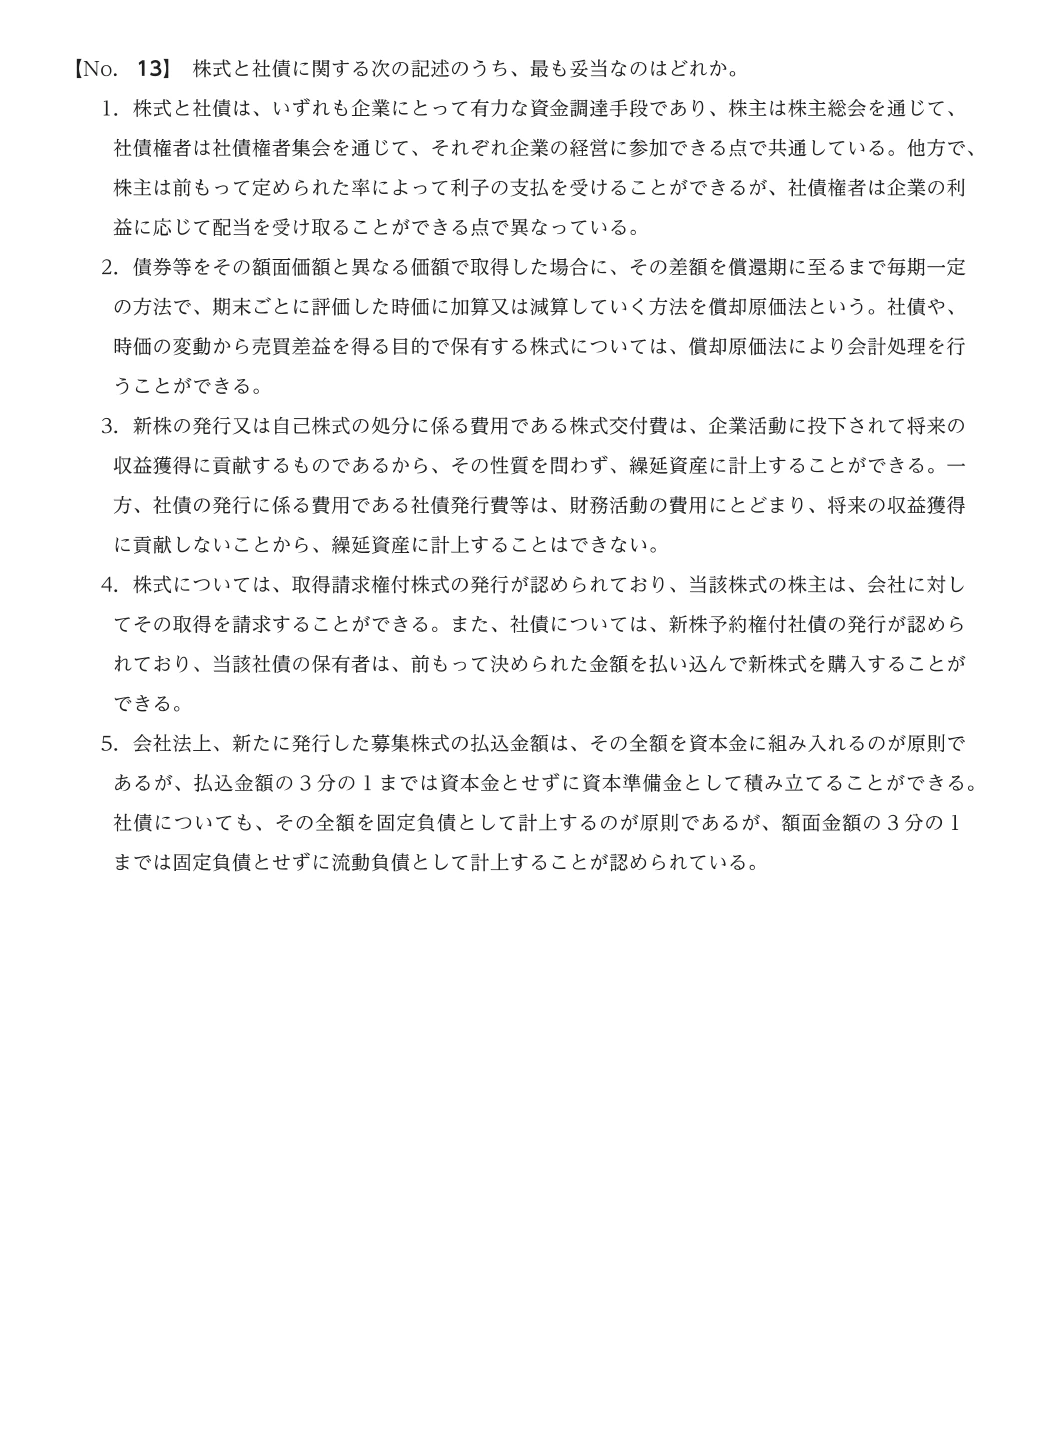 【No. 13】 株式と社債に関する次の記述のうち、最も妥当なのはどれか。
1. 株式と社債は、いずれも企業にとって有力な資金調達手段であり、株主は株主総会を通じて、
社債権者は社債権者集会を通じて、それぞれ企業の経営に参加できる点で共通している。他方で、
株主は前もって定められた率によって利子の支払を受けることができるが、社債権者は企業の利
益に応じて配当を受け取ることができる点で異なっている。
2. 債券等をその額面価額と異なる価額で取得した場合に、その差額を償還期に至るまで毎期一定
の方法で、期末ごとに評価した時価に加算又は減算していく方法を償却原価法という。社債や、
時価の変動から売買差益を得る目的で保有する株式については、償却原価法により会計処理を行
うことができる。
3. 新株の発行又は自己株式の処分に係る費用である株式交付費は、企業活動に投下されて将来の
収益獲得に貢献するものであるから、その性質を問わず、繰延資産に計上することができる。一
方、社債の発行に係る費用である社債発行費等は、財務活動の費用にとどまり、将来の収益獲得
に貢献しないことから、繰延資産に計上することはできない。
4. 株式については、取得請求権付株式の発行が認められており、当該株式の株主は、会社に対し
てその取得を請求することができる。また、社債については、新株予約権付社債の発行が認めら
れており、当該社債の保有者は、前もって決められた金額を払い込んで新株式を購入することが
できる。
5. 会社法上、新たに発行した募集株式の払込金額は、その全額を資本金に組み入れるのが原則で
あるが、払込金額の3分の1までは資本金とせずに資本準備金として積み立てることができる。
社債についても、その全額を固定負債として計上するのが原則であるが、額面金額の3分の1
までは固定負債とせずに流動負債として計上することが認められている。